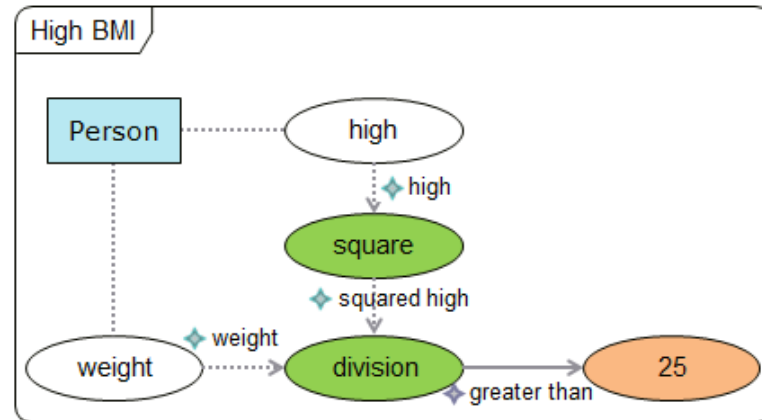 High BMI
Person
high
high
square
squared high
weight
weight
division
greater than
25